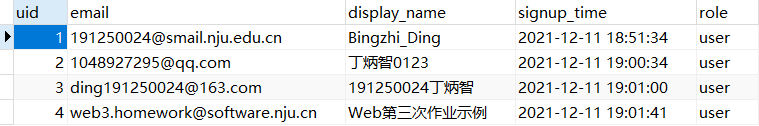 uid email display_name signup_time role
1 191250024@smail.nju.edu.cn Bingzhi_Ding 2021-12-11 18:51:34 user
2 1048927295@qq.com 丁炳智0123 2021-12-11 19:00:34 user
3 ding191250024@163.com 191250024丁炳智 2021-12-11 19:01:00 user
4 web3.homework@software.nju.cn Web第三次作业示例 2021-12-11 19:01:41 user